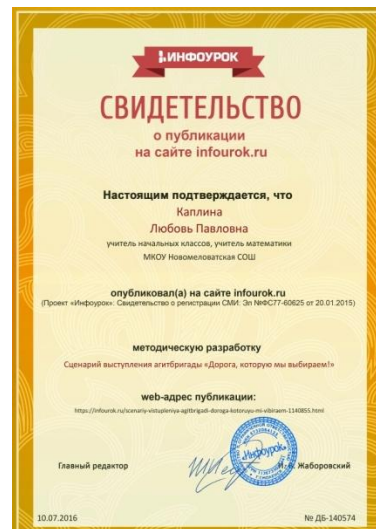 ИНФОУРОК
СВИДЕТЕЛЬСТВО
о публикации
на сайте infourok.ru
Настоящим подтверждается, что
Каплина
Любовь Павловна
учитель начальных классов, учитель математики
МКОУ Новомеловатская СОШ
опубликовал(а) на сайте infourok.ru
(Проект «Инфоурок»: Свидетельство о регистрации СМИ: Эл №ФС77-60625 от 20.01.2015)
методическую разработку
Сценарий выступления агитбригады «Дорога, которую мы выбираем!»
web-адрес публикации:
https://infourok.ru/scenariy-vistupleniya-agitbrigadi-doroga-kotoruyu-mi-vibiraem-1140855.html
«Инфоурок»
Главный редактор И. В. Жаборовский
10.07.2016 № ДБ-140574